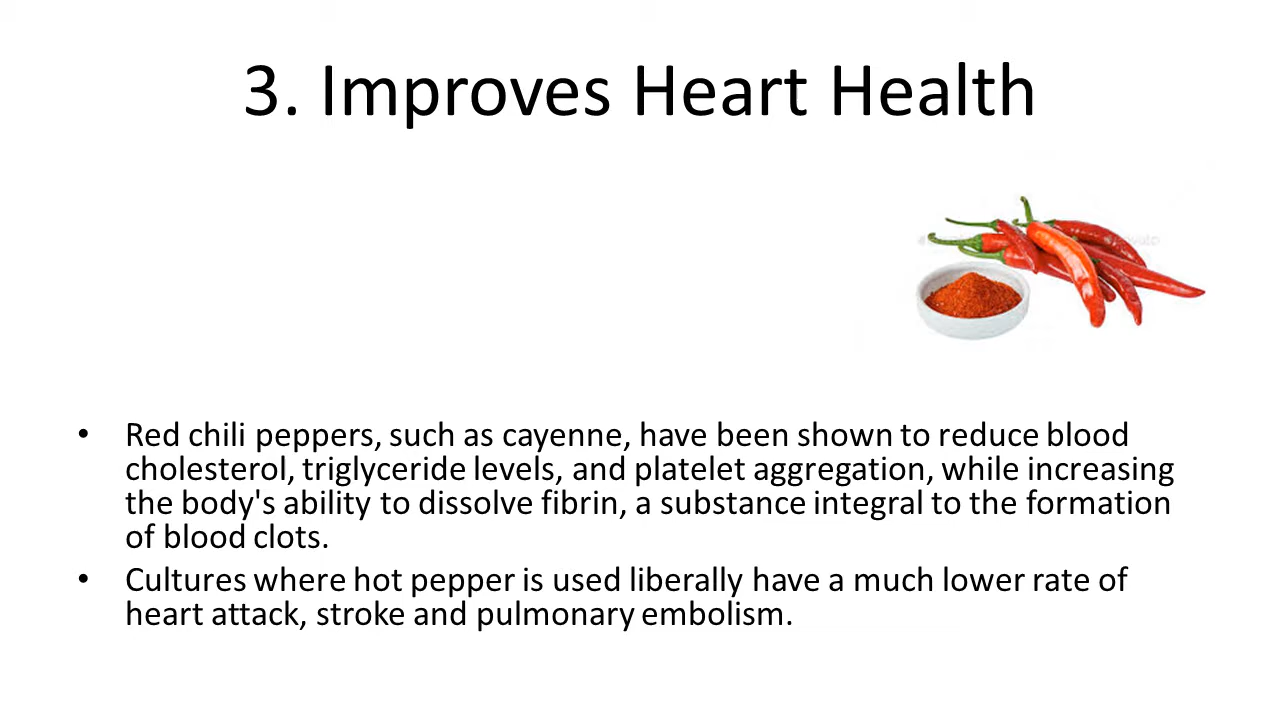 3. Improves Heart Health
• Red chili peppers, such as cayenne, have been shown to reduce blood
cholesterol, triglyceride levels, and platelet aggregation, while increasing
the body's ability to dissolve fibrin, a substance integral to the formation
of blood clots.
• Cultures where hot pepper is used liberally have a much lower rate of
heart attack, stroke and pulmonary embolism.